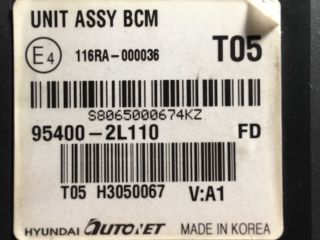 UNIT ASSY BCM
E4 116RA-000036 T05
S8065000674KZ
95400-2L110 FD
T05 H3050067 V:A1
HYUNDAI AUTONET MADE IN KOREA